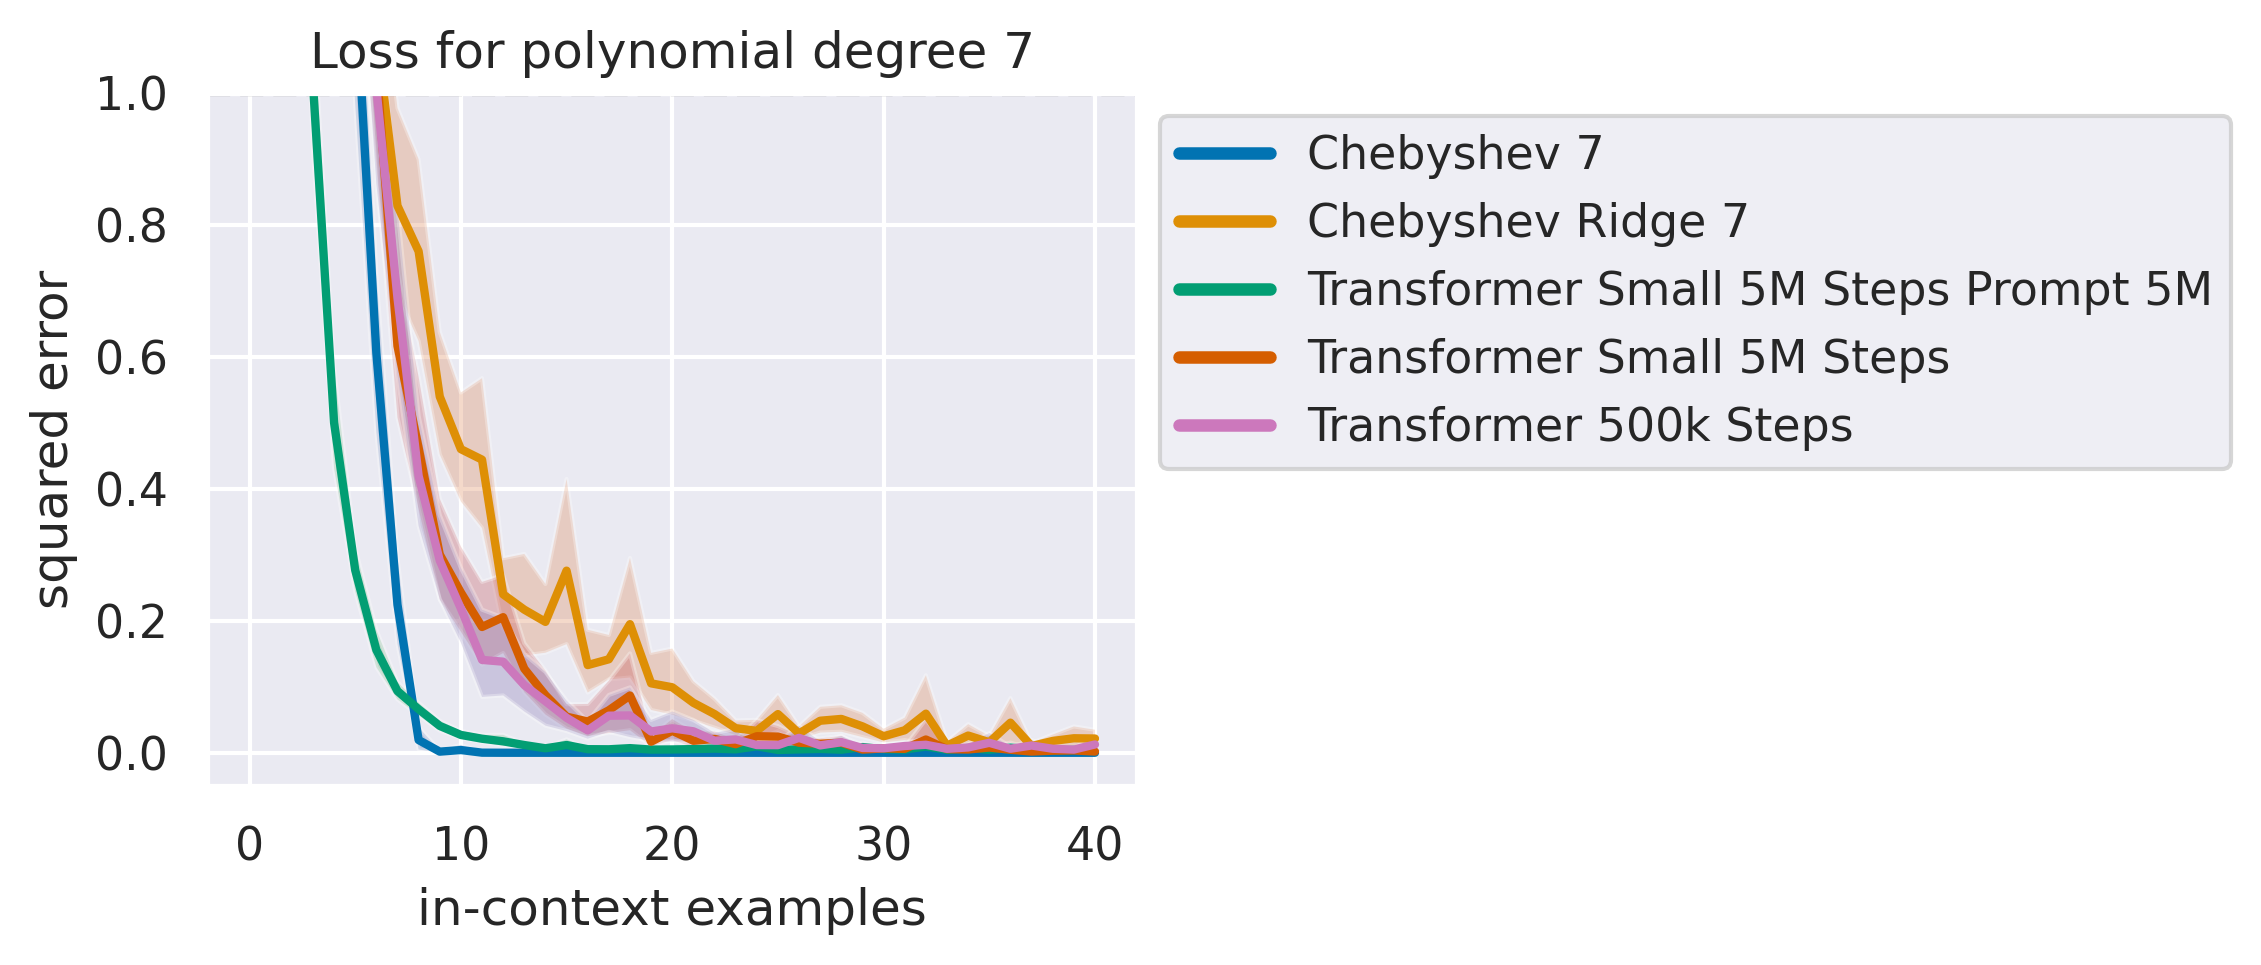 Loss for polynomial degree 7
1.0
0.8
0.6
0.4
0.2
0.0
squared error
0 10 20 30 40
in-context examples
Chebyshev 7
Chebyshev Ridge 7
Transformer Small 5M Steps Prompt 5M
Transformer Small 5M Steps
Transformer 500k Steps